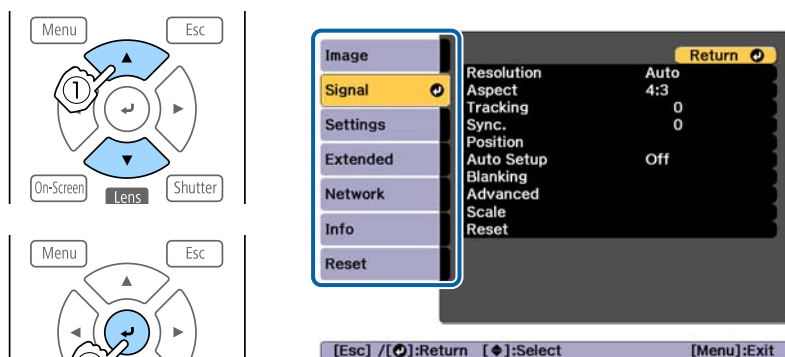 Menu
Esc
1
On-Screen
Lens
Shutter
Menu
Esc
Image
Signal
Settings
Extended
Network
Info
Reset
Return
Resolution Auto
Aspect 4:3
Tracking 0
Sync. 0
Position
Auto Setup Off
Blanking
Advanced
Scale
Reset
[Esc] /[ ]:Return [ ]:Select [Menu]:Exit